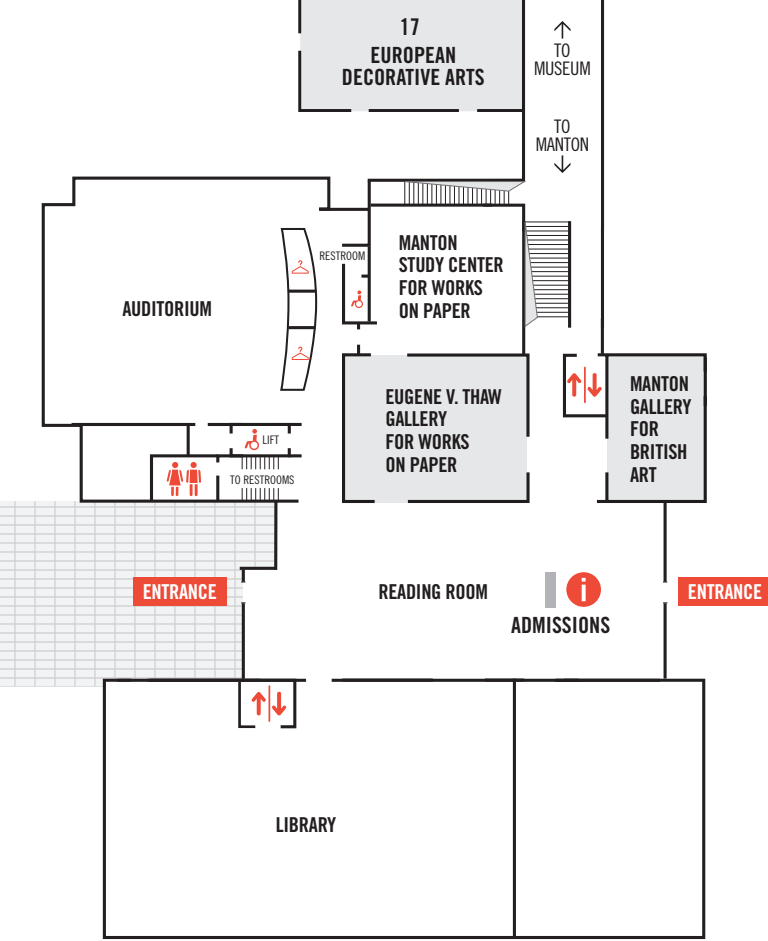 17
EUROPEAN
DECORATIVE ARTS
TO
MUSEUM
TO
MANTON
RESTROOM
MANTON
STUDY CENTER
FOR WORKS
ON PAPER
AUDITORIUM
EUGENE V. THAW
GALLERY
FOR WORKS
ON PAPER
MANTON
GALLERY
FOR
BRITISH
ART
LIFT
TO RESTROOMS
ENTRANCE
READING ROOM
i
ADMISSIONS
ENTRANCE
LIBRARY